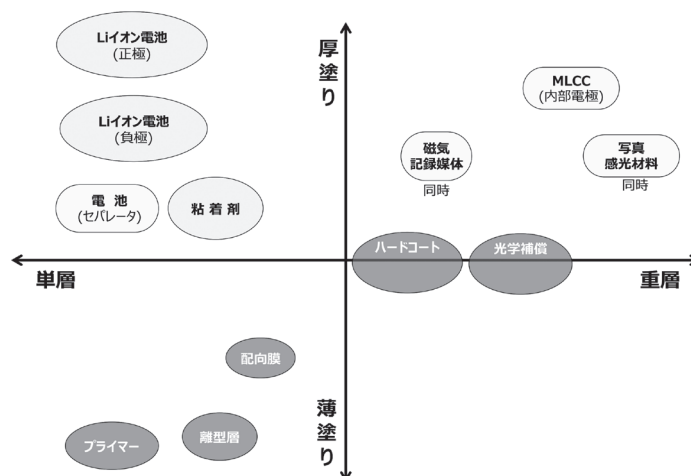 Liイオン電池
(正極)
厚塗り
MLCC
(内部電極)
Liイオン電池
(負極)
磁気
記録媒体
同時
写真
感光材料
同時
電 池
(セパレータ)
粘 着 剤
ハードコート
光学補償
単層
重層
配向膜
薄塗り
プライマー
離型層